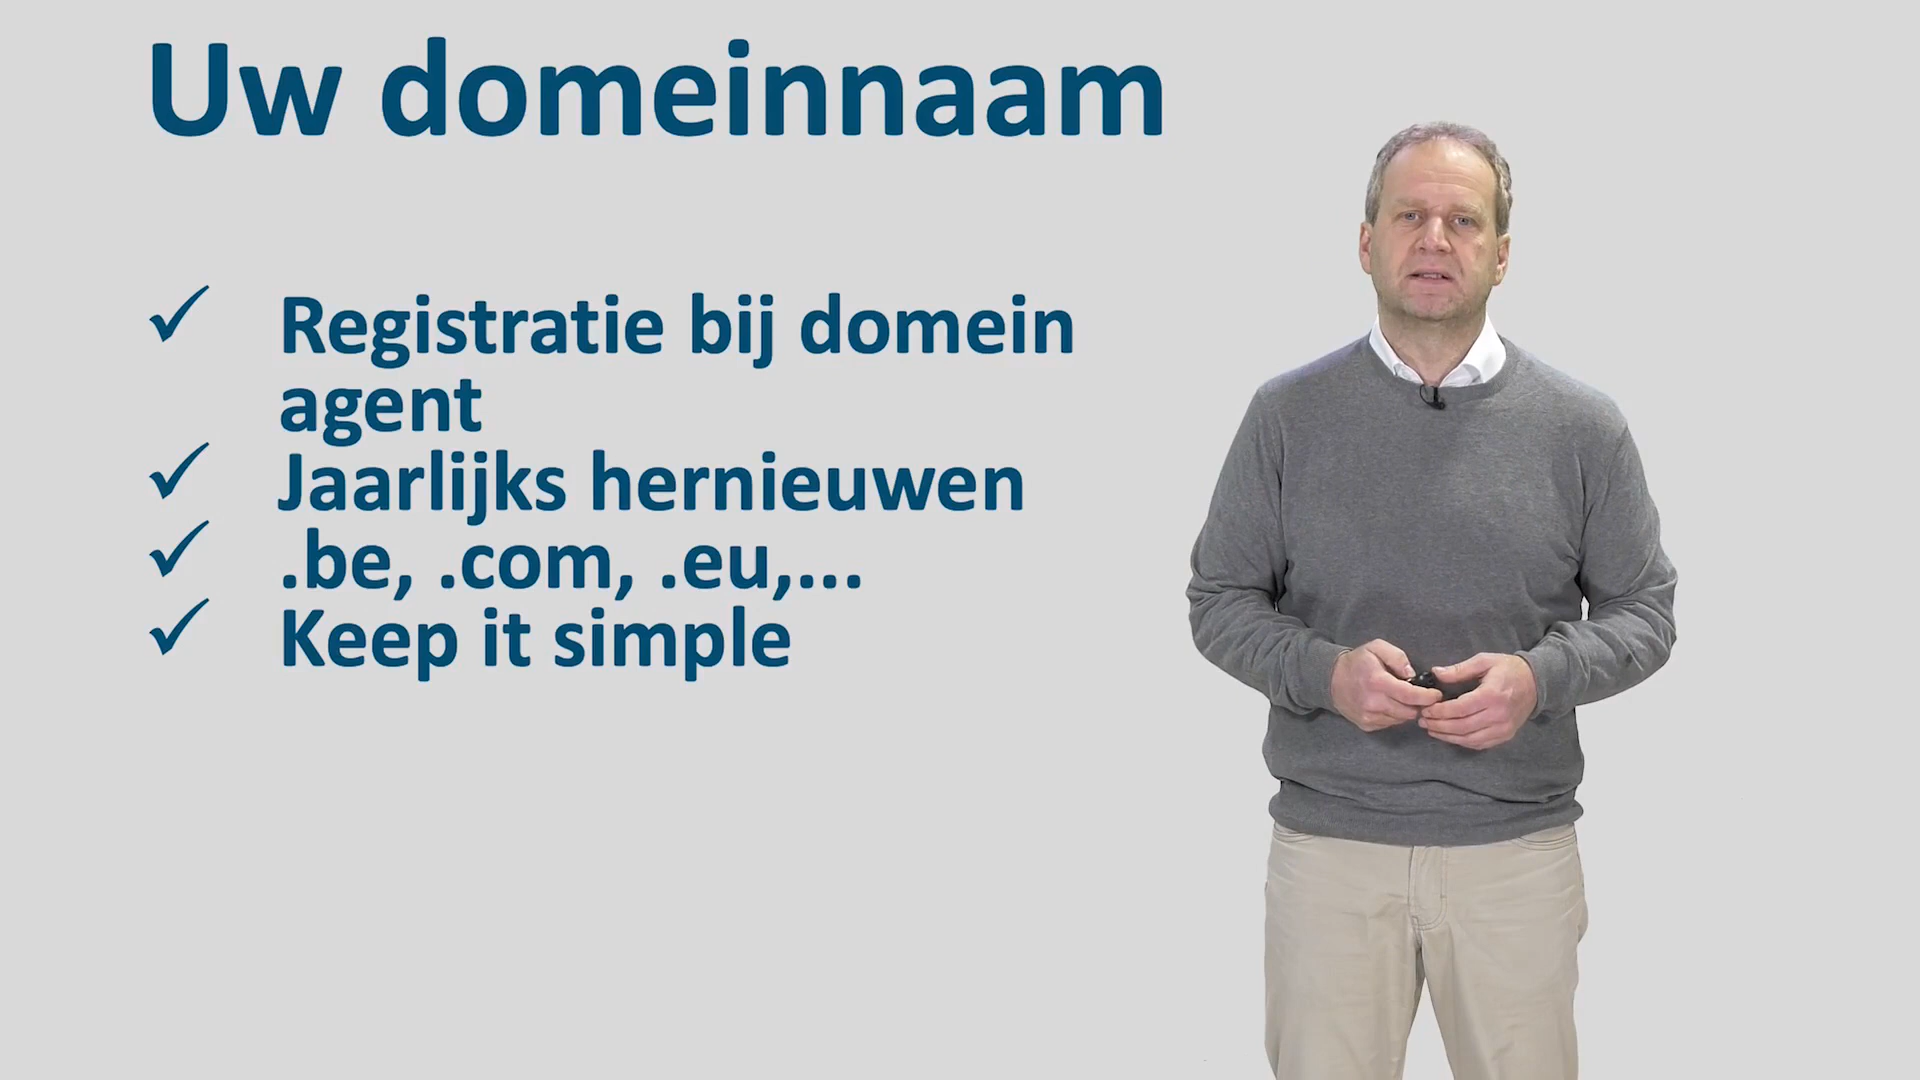 Uw domeinnaam
✓ Registratie bij domein
agent
✓ Jaarlijks hernieuwen
✓ .be, .com, .eu,...
✓ Keep it simple